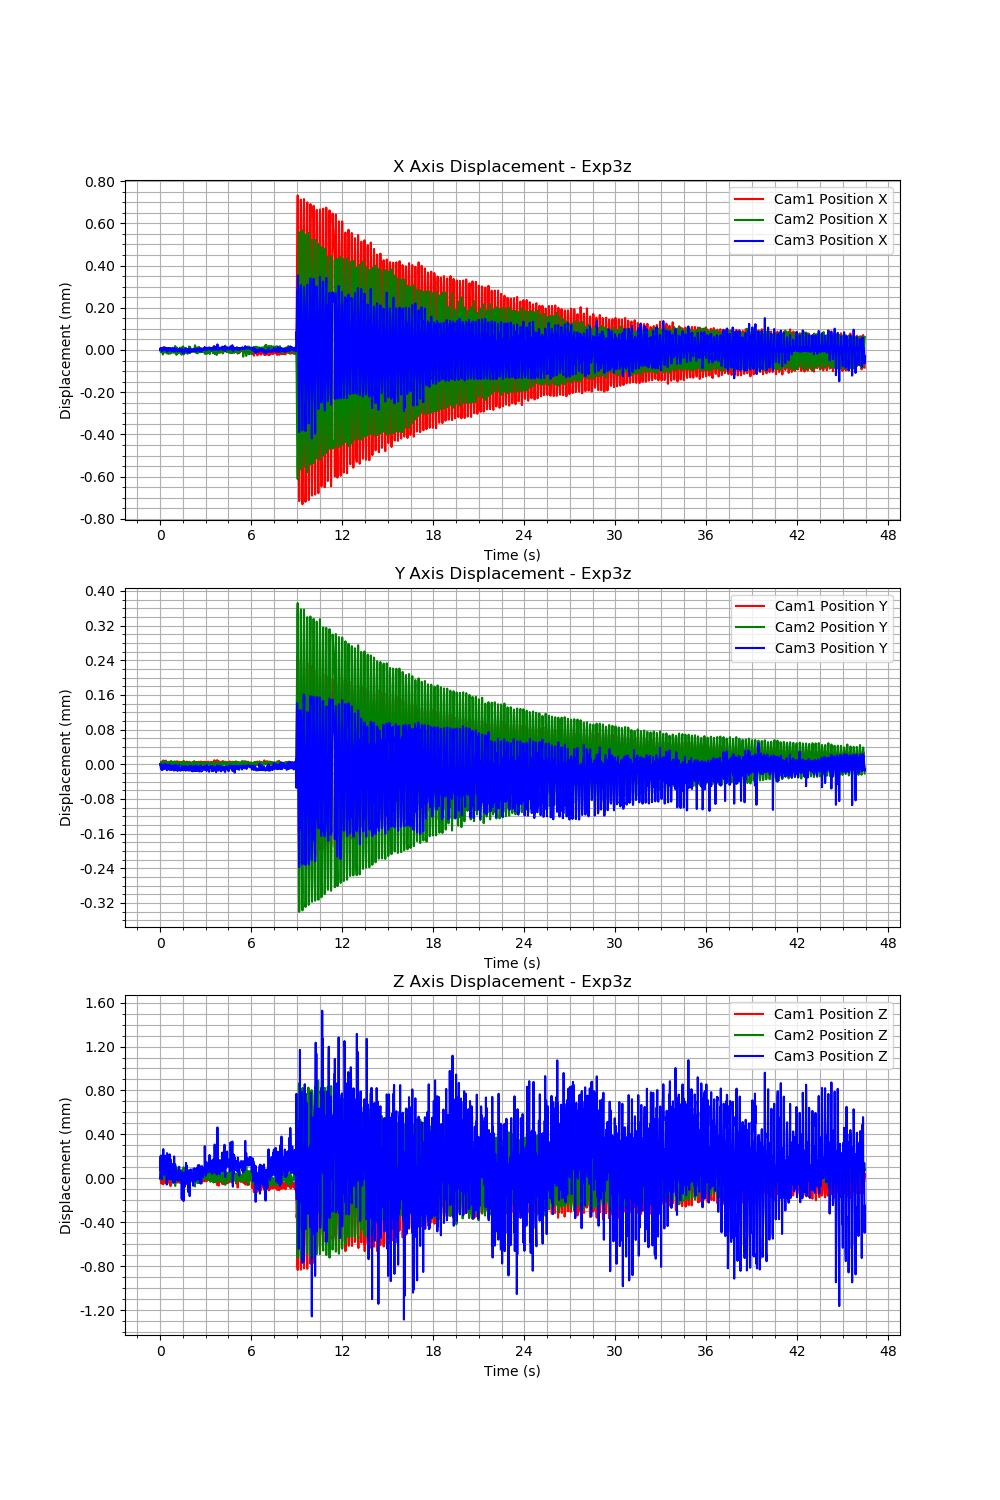 X Axis Displacement - Exp3z
0.80
0.60
0.40
0.20
0.00
-0.20
-0.40
-0.60
-0.80
Displacement (mm)
Cam1 Position X
Cam2 Position X
Cam3 Position X
0 6 12 18 24 30 36 42 48
Time (s)
Y Axis Displacement - Exp3z
0.40
0.32
0.24
0.16
0.08
0.00
-0.08
-0.16
-0.24
-0.32
Displacement (mm)
Cam1 Position Y
Cam2 Position Y
Cam3 Position Y
0 6 12 18 24 30 36 42 48
Time (s)
Z Axis Displacement - Exp3z
1.60
1.20
0.80
0.40
0.00
-0.40
-0.80
-1.20
Displacement (mm)
Cam1 Position Z
Cam2 Position Z
Cam3 Position Z
0 6 12 18 24 30 36 42 48
Time (s)